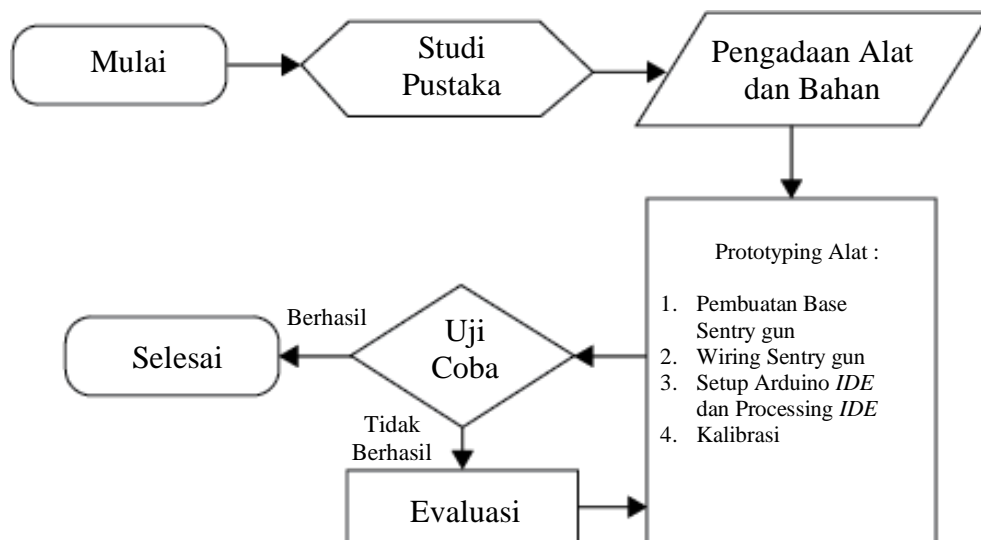 Mulai
Studi
Pustaka
Pengadaan Alat
dan Bahan
Prototyping Alat :
1. Pembuatan Base
Sentry gun
2. Wiring Sentry gun
3. Setup Arduino IDE
dan Processing IDE
4. Kalibrasi
Uji
Coba
Berhasil
Selesai
Tidak
Berhasil
Evaluasi